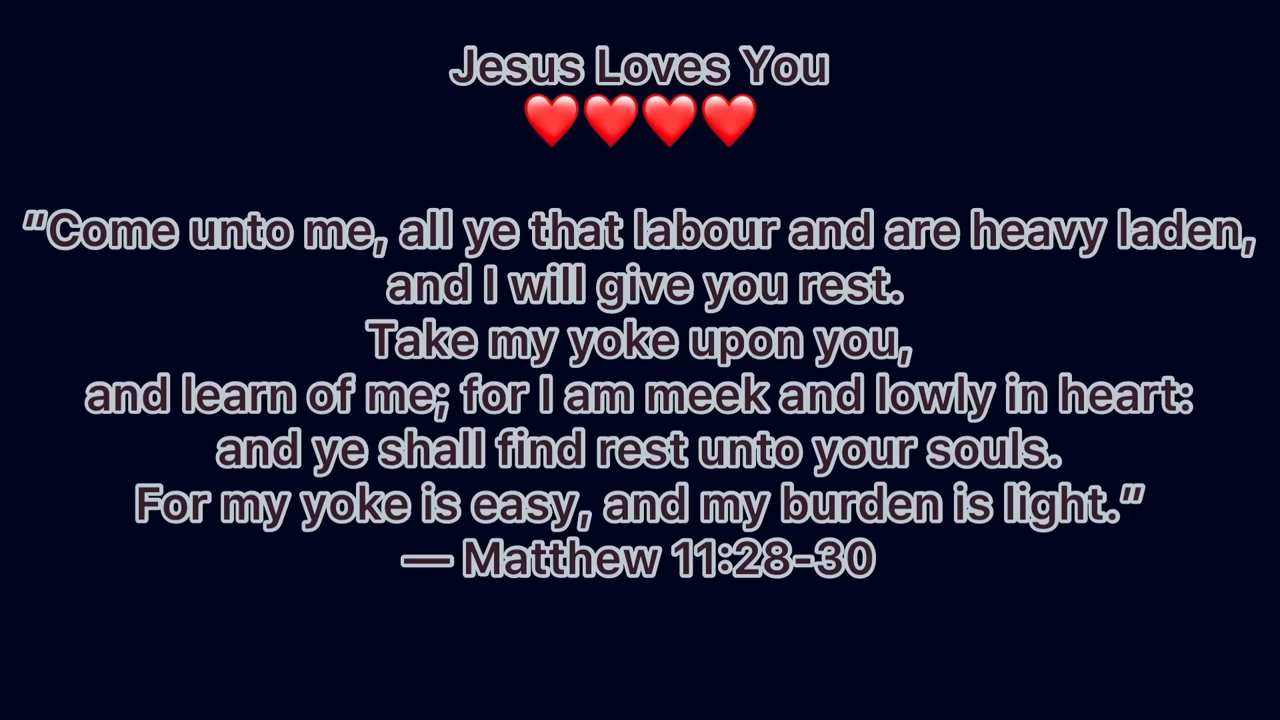 Jesus Loves You
❤️❤️❤️❤️
“Come unto me, all ye that labour and are heavy laden,
and I will give you rest.
Take my yoke upon you,
and learn of me; for I am meek and lowly in heart:
and ye shall find rest unto your souls.
For my yoke is easy, and my burden is light.”
— Matthew 11:28-30